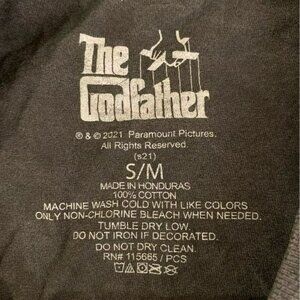 The
Godfather
® & © 2021 Paramount Pictures.
All Rights Reserved.
(s21)
S/M
MADE IN HONDURAS
100% COTTON
MACHINE WASH COLD WITH LIKE COLORS
ONLY NON-CHLORINE BLEACH WHEN NEEDED.
TUMBLE DRY LOW.
DO NOT IRON IF DECORATED.
DO NOT DRY CLEAN.
RN# 115665 / PCS